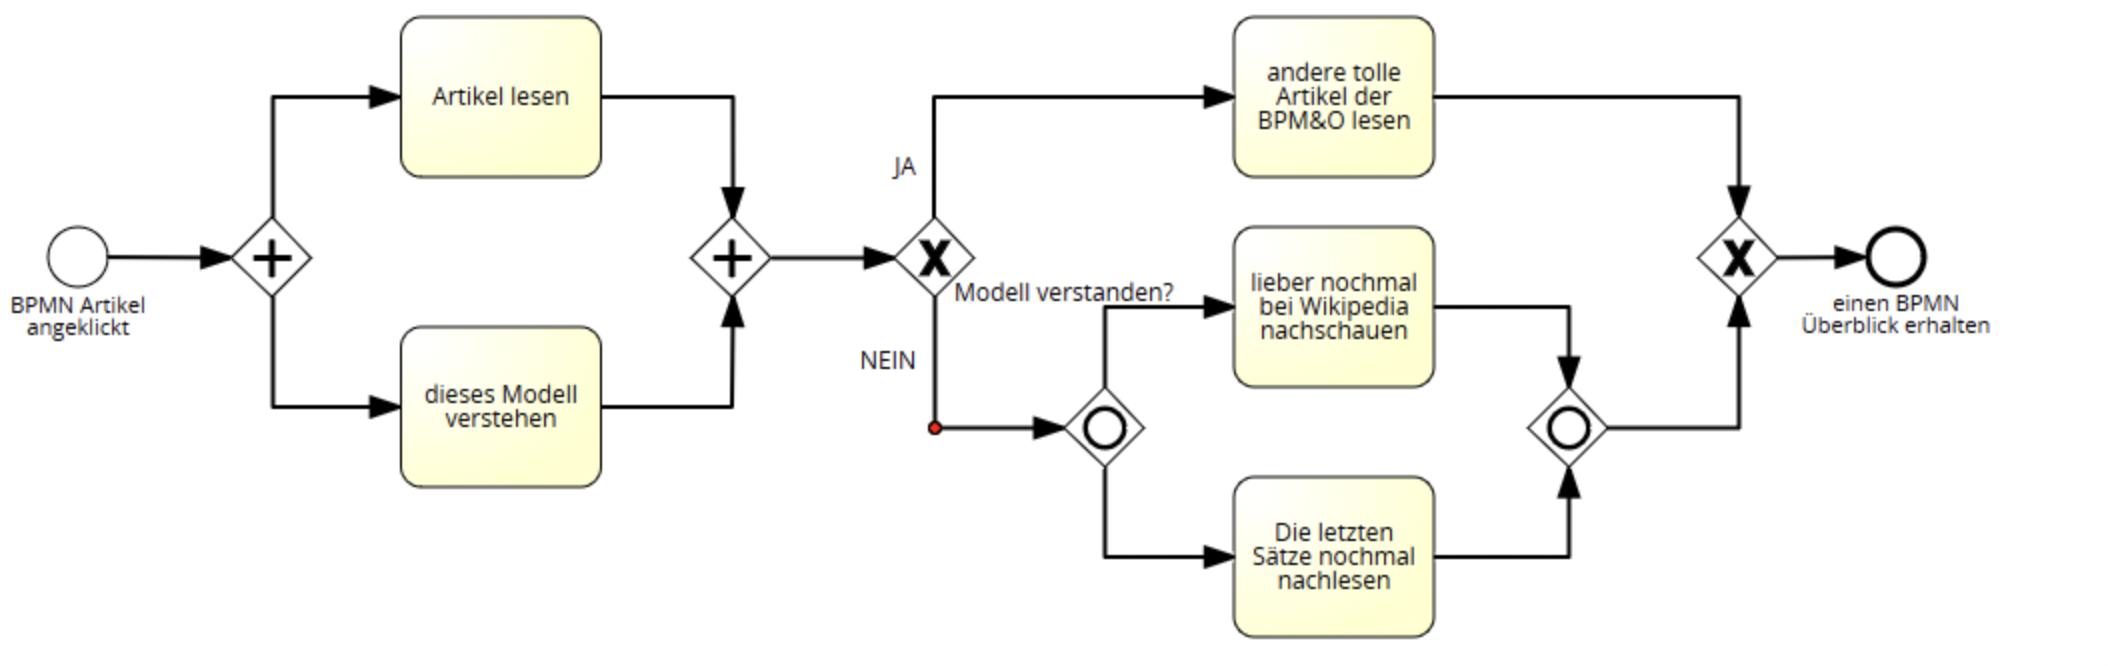 BPMN Artikel
angeklickt
Artikel lesen
dieses Modell
verstehen
JA
Modell verstanden?
NEIN
andere tolle
Artikel der
BPM&O lesen
lieber nochmal
bei Wikipedia
nachschauen
Die letzten
Sätze nochmal
nachlesen
einen BPMN
Überblick erhalten